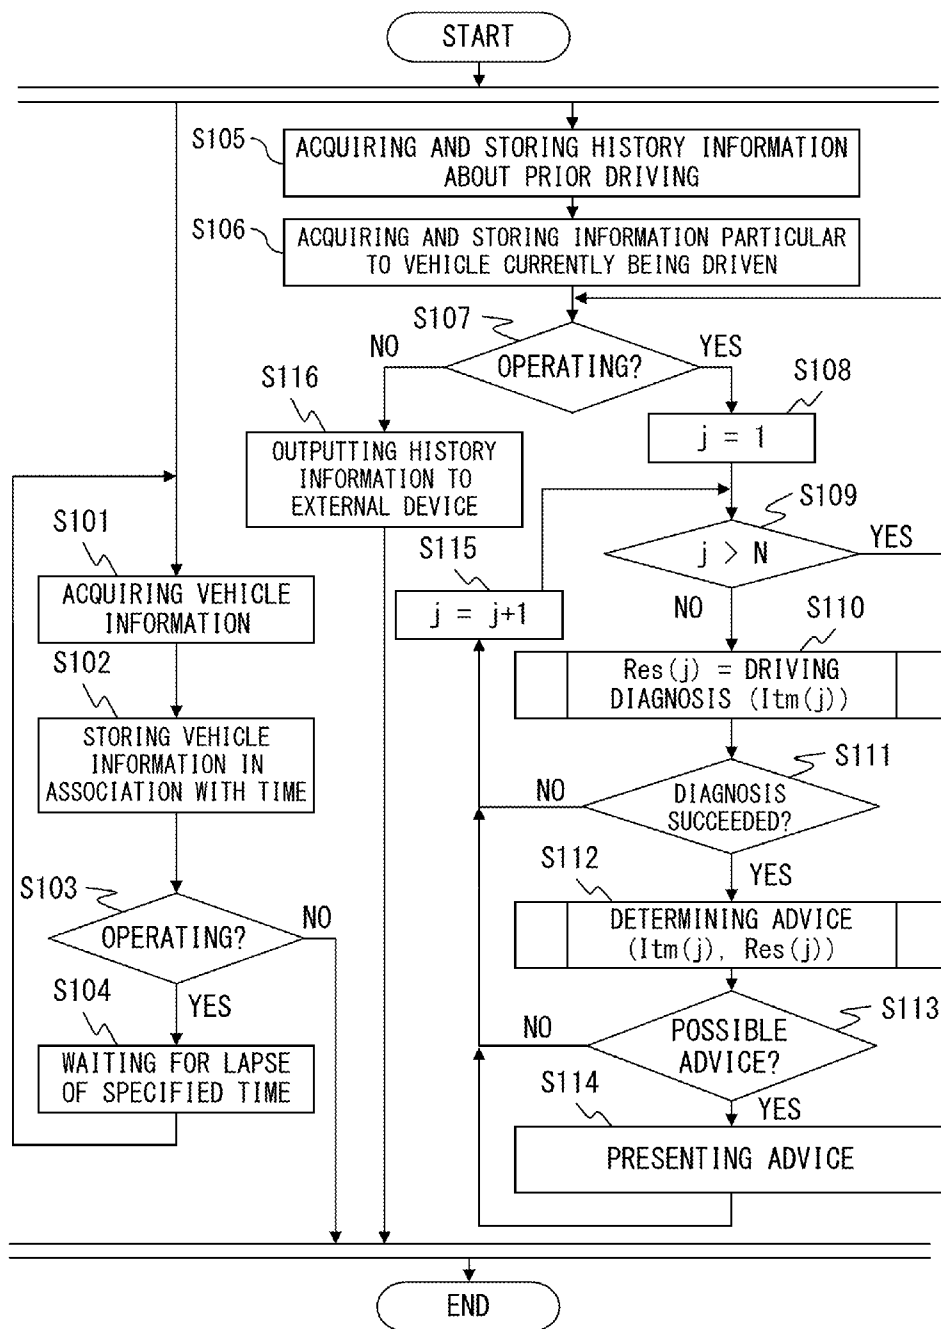 START
S105
ACQUIRING AND STORING HISTORY INFORMATION
ABOUT PRIOR DRIVING
S106
ACQUIRING AND STORING INFORMATION PARTICULAR
TO VEHICLE CURRENTLY BEING DRIVEN
S107
NO
YES
OPERATING?
S116
S108
OUTPUTTING HISTORY
INFORMATION TO
EXTERNAL DEVICE
j = 1
S109
S101
S115
j > N
YES
ACQUIRING VEHICLE
INFORMATION
j = j+1
NO
S110
S102
Res(j) = DRIVING
DIAGNOSIS (Itm(j))
STORING VEHICLE
INFORMATION IN
ASSOCIATION WITH TIME
S111
NO
DIAGNOSIS
SUCCEEDED?
S103
S112
YES
NO
OPERATING?
DETERMINING ADVICE
(Itm(j), Res(j))
S104
YES
S113
NO
POSSIBLE
ADVICE?
WAITING FOR LAPSE
OF SPECIFIED TIME
S114
YES
PRESENTING ADVICE
END